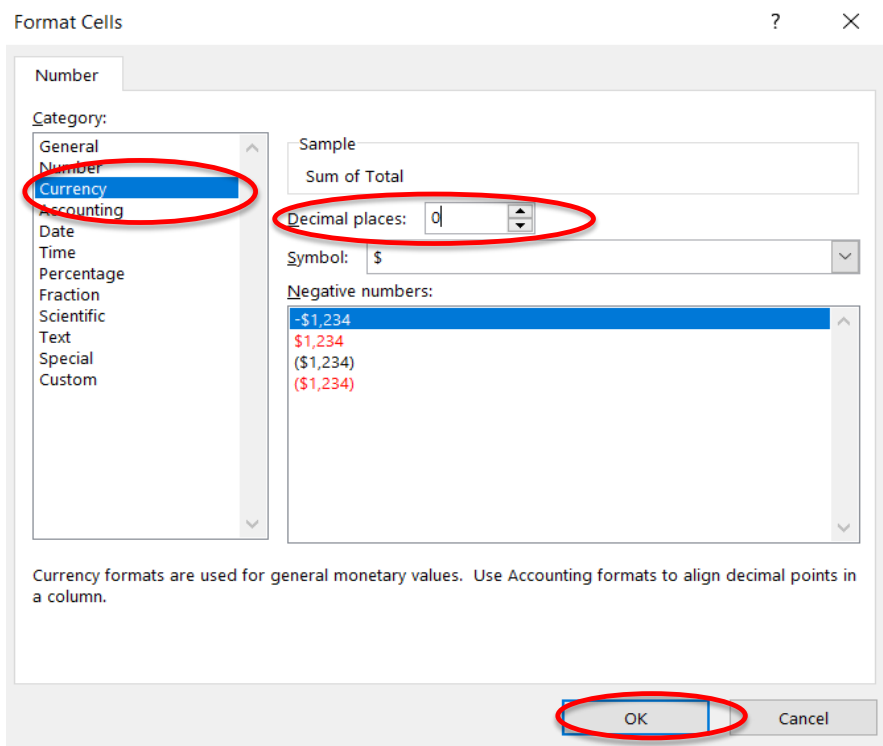 Format Cells
?
Number
Category:
General
Number
Currency
Accounting
Date
Time
Percentage
Fraction
Scientific
Text
Special
Custom
Sample
Sum of Total
Decimal places: 0
Symbol: $
Negative numbers:
-$1,234
$1,234
($1,234)
($1,234)
Currency formats are used for general monetary values.  Use Accounting formats to align decimal points in
a column.
OK
Cancel